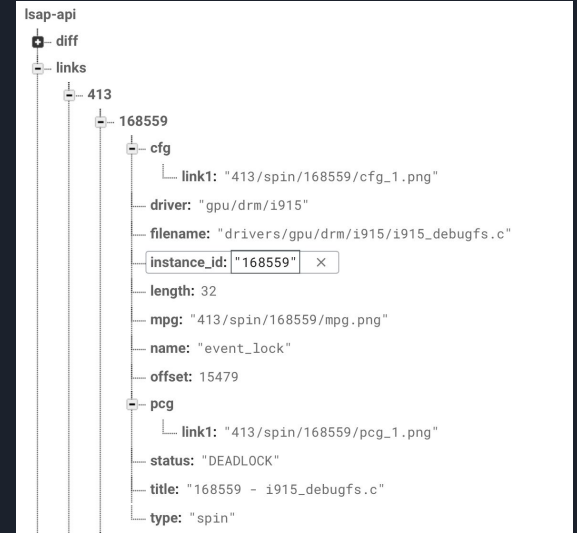 lsap-api
diff
links
413
168559
cfg
link1: "413/spin/168559/cfg_1.png"
driver: "gpu/drm/i915"
filename: "drivers/gpu/drm/i915/i915_debugfs.c"
instance_id: "168559" ×
length: 32
mpg: "413/spin/168559/mpg.png"
name: "event_lock"
offset: 15479
pcg
link1: "413/spin/168559/pcg_1.png"
status: "DEADLOCK"
title: "168559 - i915_debugfs.c"
type: "spin"